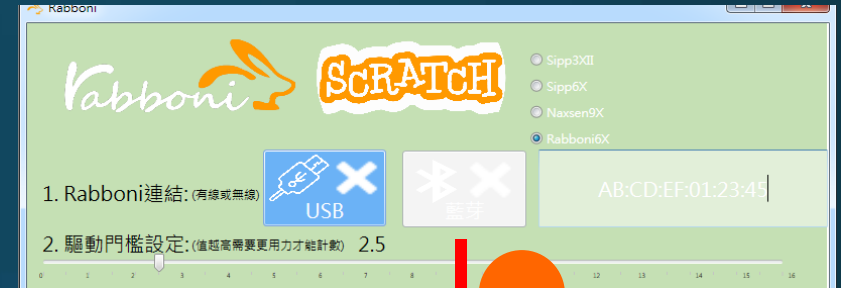 Rabboni
rabboni
SCRATCH
Sipp3XII
Sipp6X
Naxsen9X
Rabboni6X
1. Rabboni連結:(有線或無線)
USB
藍芽
AB:CD:EF:01:23:45
2. 驅動門檻設定:(值越高需要更用力才能計數) 2.5
0 1 2 3 4 5 6 7 8 12 13 14 15 16